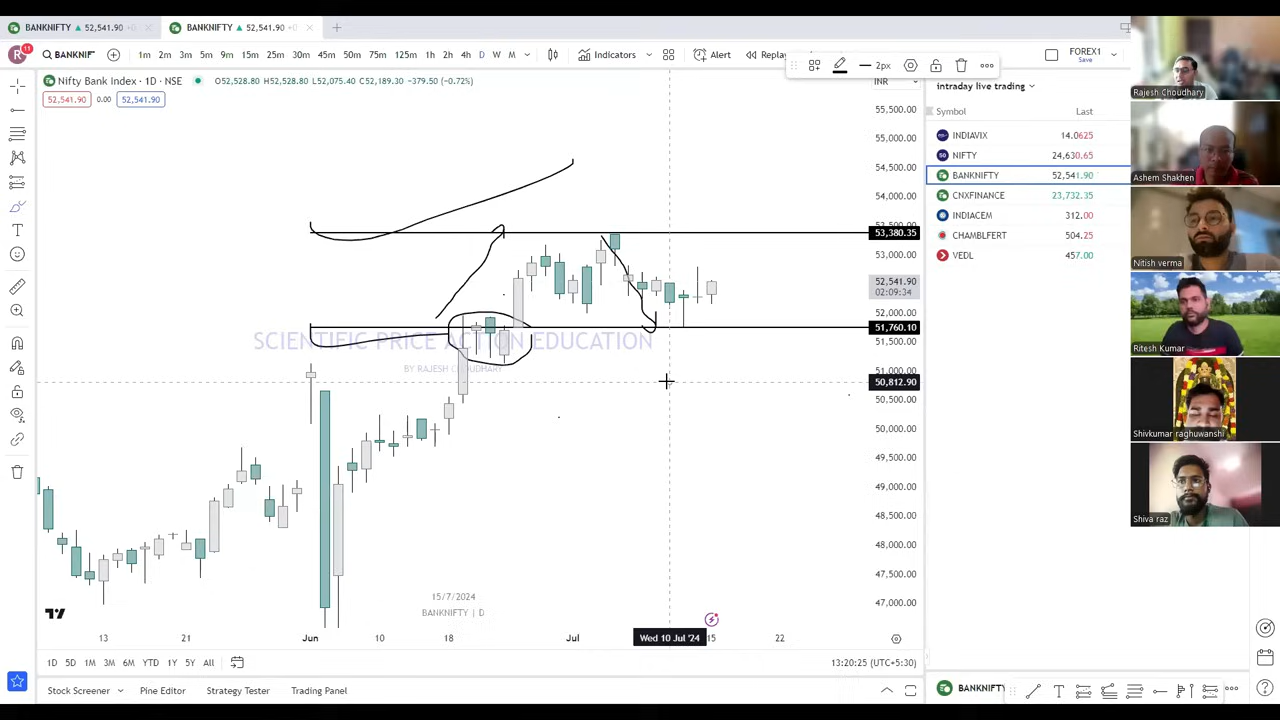 BANKNIFTY 52,541.90
BANKNIFTY 52,541.90
R 11 BANKNIF 1m 2m 3m 5m 9m 15m 25m 30m 45m 50m 75m 125m 1h 2h 4h D W M Indicators Alert Replay 2px FOREX1
Save
Nifty Bank Index · 1D · NSE O52,528.80 H52,528.80 L52,075.40 C52,189.30 -379.50 (-0.72%) INR
52,541.90 0.00 52,541.90
55,500.00
55,000.00
54,500.00
54,000.00
53,380.35
53,000.00
52,541.90
02:09:34
52,000.00
51,760.10
51,500.00
51,000.00
50,812.90
50,500.00
50,000.00
49,500.00
49,000.00
48,500.00
48,000.00
47,500.00
47,000.00
SCIENTIFIC PRICE ACTION EDUCATION
BY RAJESH CHOUDHARY
15/7/2024
BANKNIFTY | D
13 21 Jun 10 18 Jul Wed 10 Jul '24 15 22
1D 5D 1M 3M 6M YTD 1Y 5Y All 13:20:25 (UTC+5:30)
Stock Screener Pine Editor Strategy Tester Trading Panel
intraday live trading
Symbol Last
INDIAVIX 14.0625
NIFTY 24,630.65
BANKNIFTY 52,541.90
CNXFINANCE 23,732.35
INDIACEM 312.00
CHAMBLFERT 504.25
VEDL 457.00
BANKNIFTY
Rajesh Choudhary
Ashem Shakhen
Nitish verma
Ritesh Kumar
Shivkumar raghuwanshi
Shiva raz